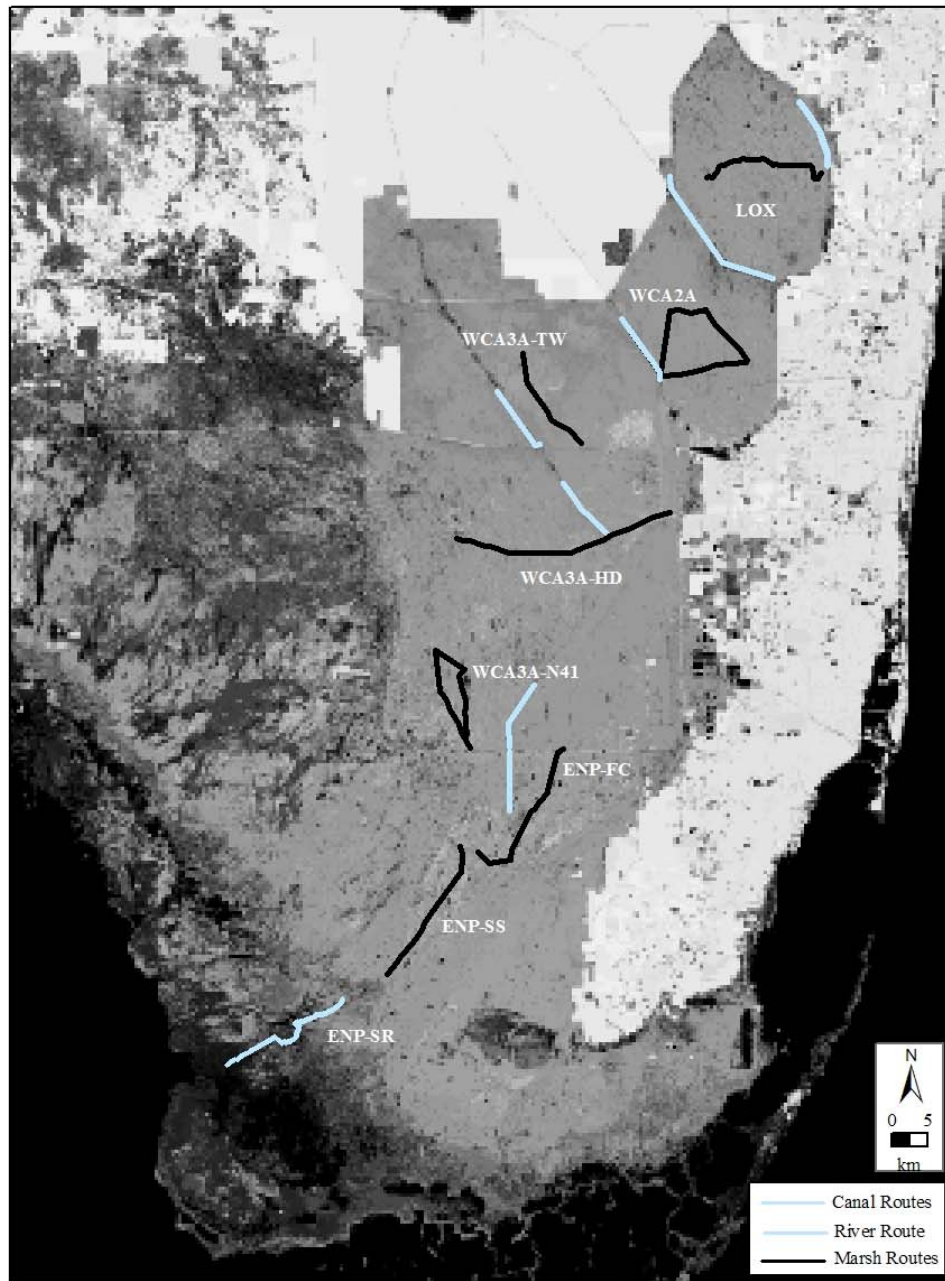 LOX
WCA2A
WCA3A-TW
WCA3A-HD
WCA3A-N41
ENP-FC
ENP-SS
ENP-SR
N
0 5
km
Canal Routes
River Route
Marsh Routes